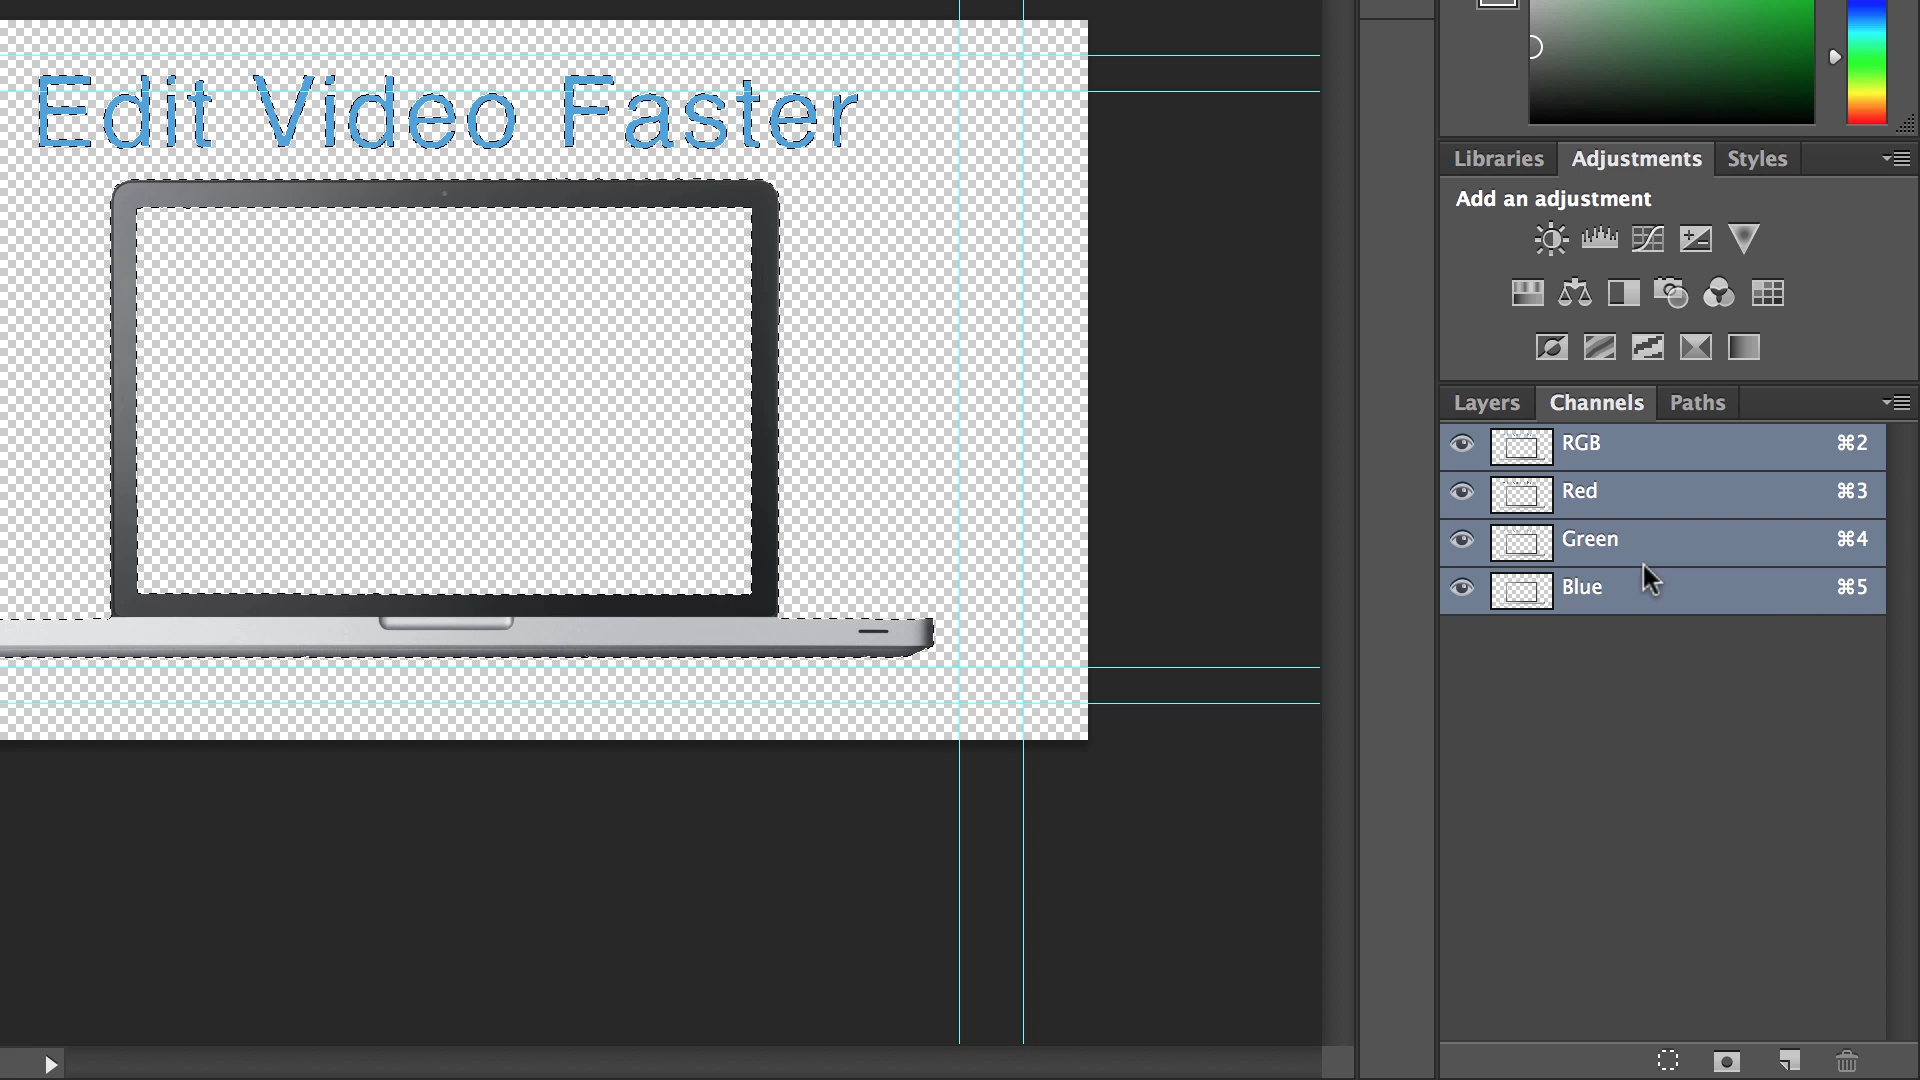 Edit Video Faster
Libraries Adjustments Styles
Add an adjustment
Layers Channels Paths
RGB ⌘2
Red ⌘3
Green ⌘4
Blue ⌘5